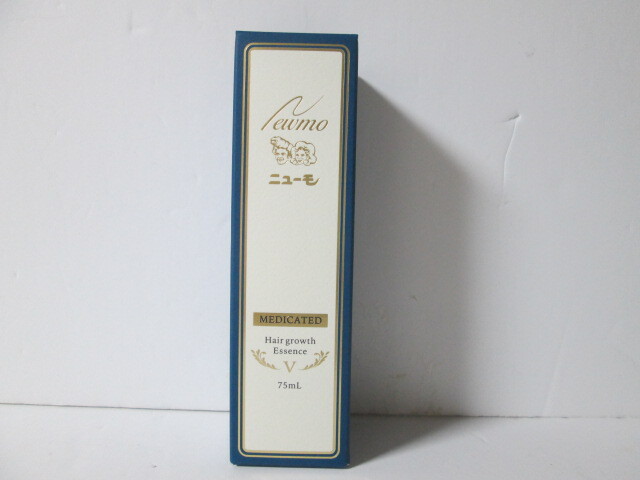 Newmo
ニューモ
MEDICATED
Hair growth
Essence
V
75mL